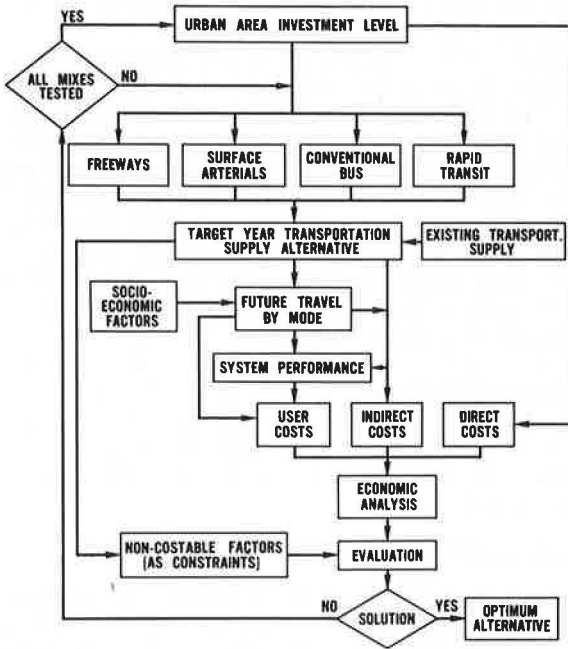 YES
URBAN AREA INVESTMENT LEVEL
ALL MIXES
TESTED
NO
FREEWAYS
SURFACE
ARTERIALS
CONVENTIONAL
BUS
RAPID
TRANSIT
TARGET YEAR TRANSPORTATION
SUPPLY ALTERNATIVE
EXISTING TRANSPORT.
SUPPLY
SOCIO-
ECONOMIC
FACTORS
FUTURE TRAVEL
BY MODE
SYSTEM PERFORMANCE
USER
COSTS
INDIRECT
COSTS
DIRECT
COSTS
ECONOMIC
ANALYSIS
NON-COSTABLE FACTORS
(AS CONSTRAINTS)
EVALUATION
NO
SOLUTION
YES
OPTIMUM
ALTERNATIVE